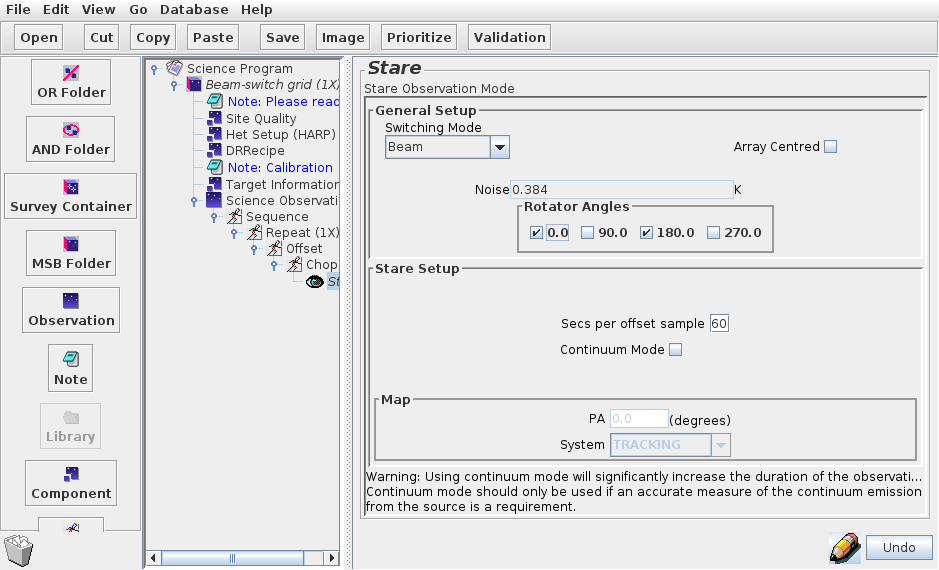 File Edit View Go Database Help
Open Cut Copy Paste Save Image Prioritize Validation
OR Folder
AND Folder
Survey Container
MSB Folder
Observation
Note
Library
Component
Science Program
Beam-switch grid (1X)
Note: Please read
Site Quality
Het Setup (HARP)
DRRecipe
Note: Calibration
Target Information
Science Observati
Sequence
Repeat (1X)
Offset
Chop
St
Stare
Stare Observation Mode
General Setup
Switching Mode
Beam
Array Centred
Noise 0.384 K
Rotator Angles
0.0 90.0 180.0 270.0
Stare Setup
Secs per offset sample 60
Continuum Mode
Map
PA 0.0 (degrees)
System TRACKING
Warning: Using continuum mode will significantly increase the duration of the observati...
Continuum mode should only be used if an accurate measure of the continuum emission
from the source is a requirement.
Undo